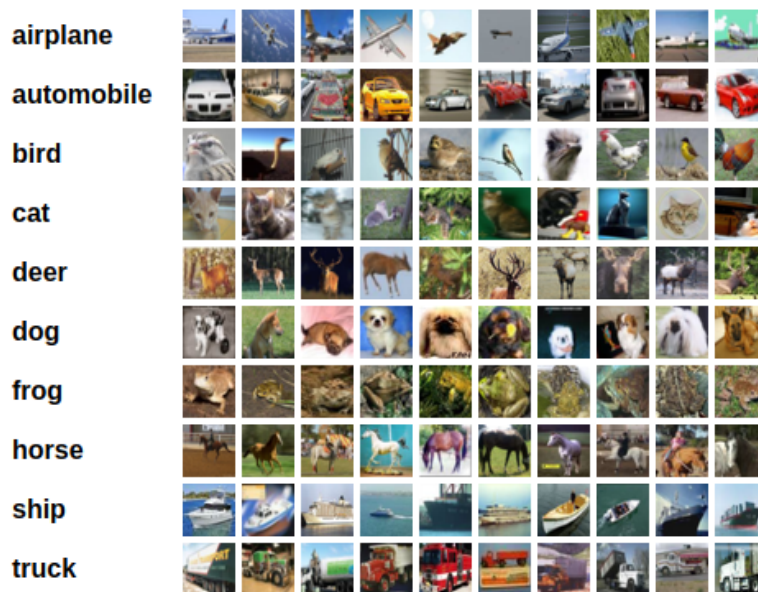 airplane
automobile
bird
cat
deer
dog
frog
horse
ship
truck